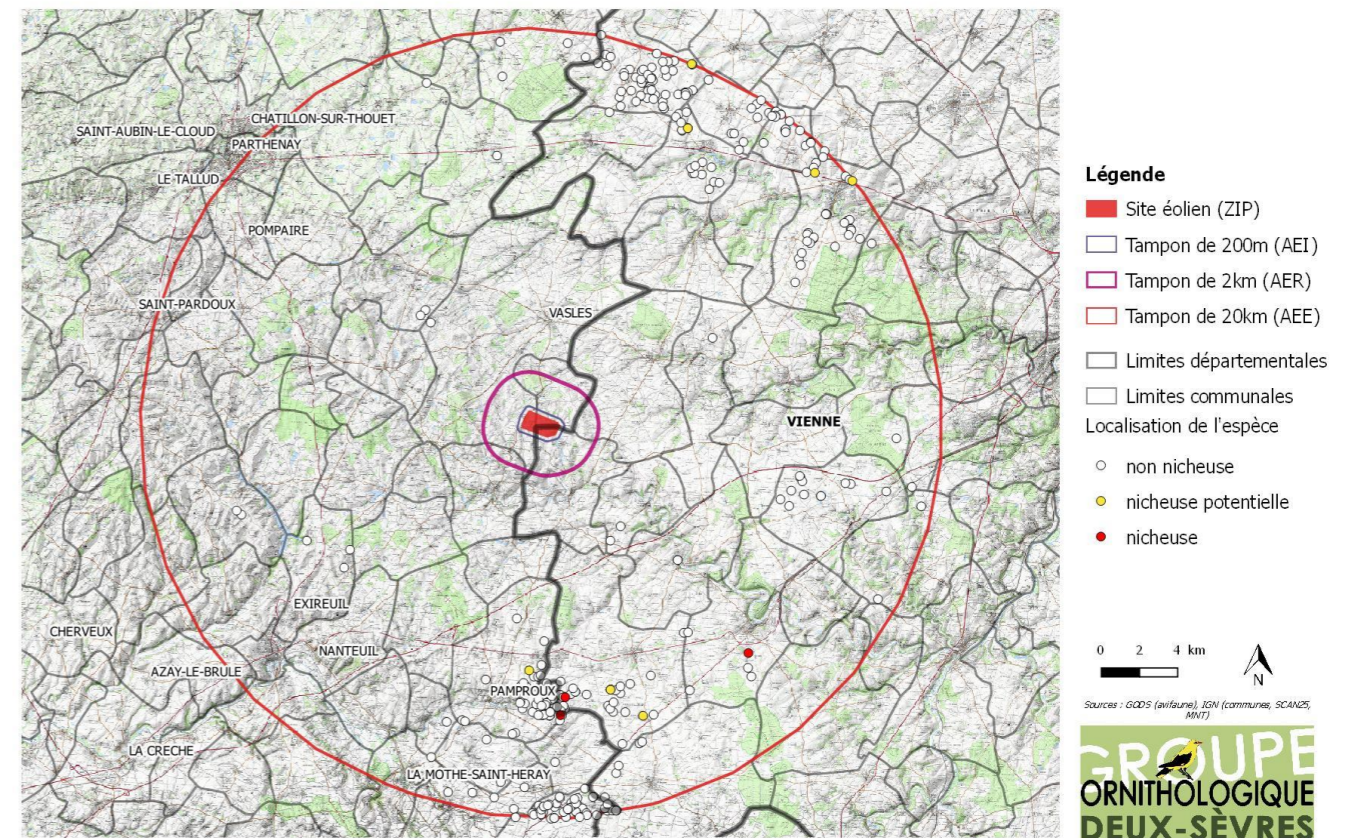 CHATILLON-SUR-THOUET
SAINT-AUBIN-LE-CLOUD
PARTHENAY
LE TALLUD
POMPAIRE
SAINT-PARDOUX
VASLES
VIENNE
EXIREUIL
CHERVEUX
NANTEUIL
AZAY-LE-BRULE
PAMPROUX
LA CRECHE
LA MOTHE-SAINT-HERAY
Légende
Site éolien (ZIP)
Tampon de 200m (AEI)
Tampon de 2km (AER)
Tampon de 20km (AEE)
Limites départementales
Limites communales
Localisation de l'espèce
non nicheuse
nicheuse potentielle
nicheuse
0 2 4 km
N
Sources : GODS (avifaune), IGN (communes, SCAN25,
MNT)
GROUPE
ORNITHOLOGIQUE
DEUX-SÈVRES